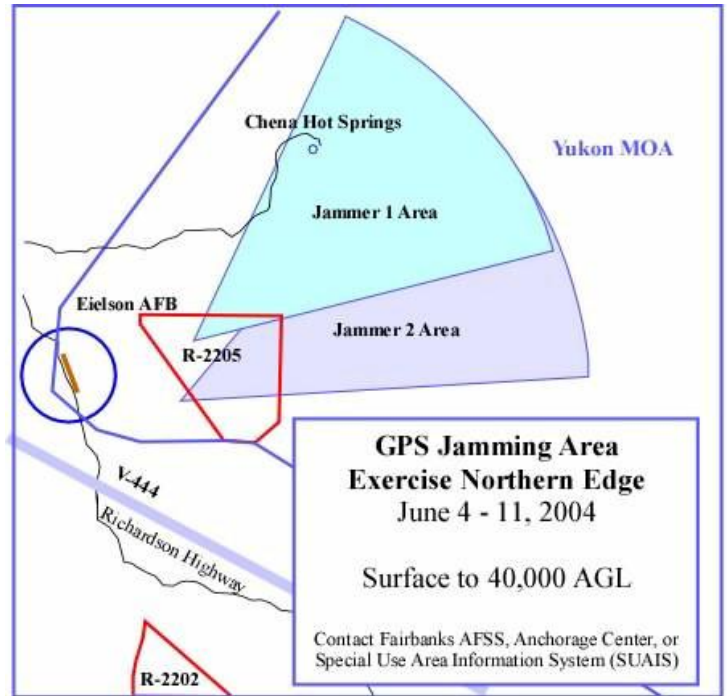 Chena Hot Springs
Yukon MOA
Jammer 1 Area
Eielson AFB
Jammer 2 Area
R-2205
V-444
Richardson Highway
GPS Jamming Area
Exercise Northern Edge
June 4 - 11, 2004
Surface to 40,000 AGL
Contact Fairbanks AFSS, Anchorage Center, or
Special Use Area Information System (SUAIS)
R-2202